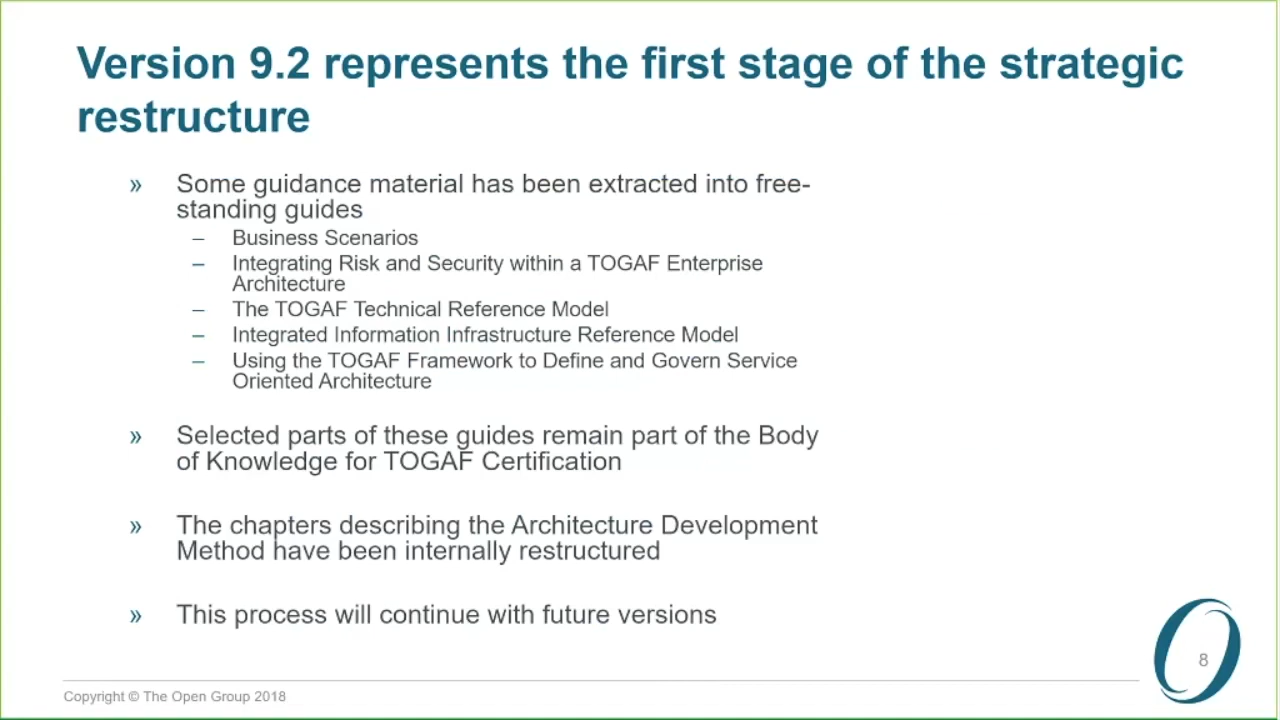 Version 9.2 represents the first stage of the strategic
restructure
» Some guidance material has been extracted into free-
standing guides
– Business Scenarios
– Integrating Risk and Security within a TOGAF Enterprise
Architecture
– The TOGAF Technical Reference Model
– Integrated Information Infrastructure Reference Model
– Using the TOGAF Framework to Define and Govern Service
Oriented Architecture
» Selected parts of these guides remain part of the Body
of Knowledge for TOGAF Certification
» The chapters describing the Architecture Development
Method have been internally restructured
» This process will continue with future versions
8
Copyright © The Open Group 2018